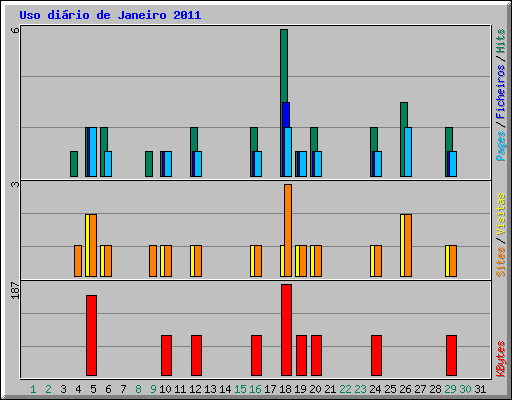 Uso diário de Janeiro 2011
6
3
187
Pages / Ficheiros / Hits
Sites / Visitas
KBytes
1 2 3 4 5 6 7 8 9 10 11 12 13 14 15 16 17 18 19 20 21 22 23 24 25 26 27 28 29 30 31